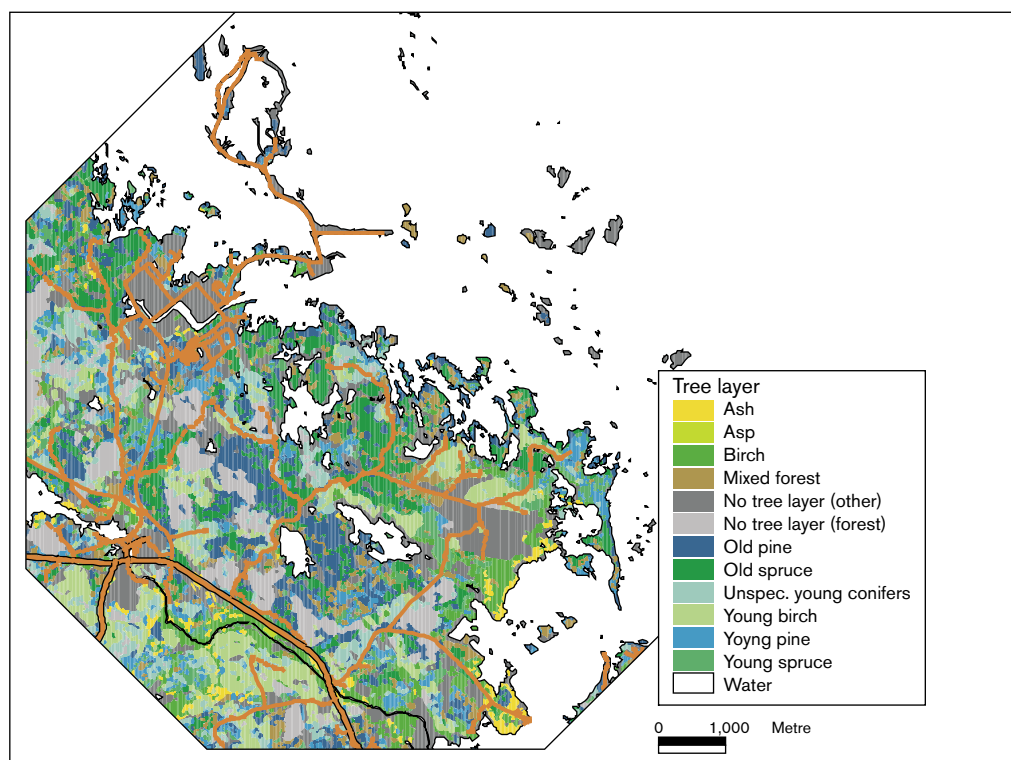 Tree layer
Ash
Asp
Birch
Mixed forest
No tree layer (other)
No tree layer (forest)
Old pine
Old spruce
Unspec. young conifers
Young birch
Yoyng pine
Young spruce
Water
0 1,000 Metre